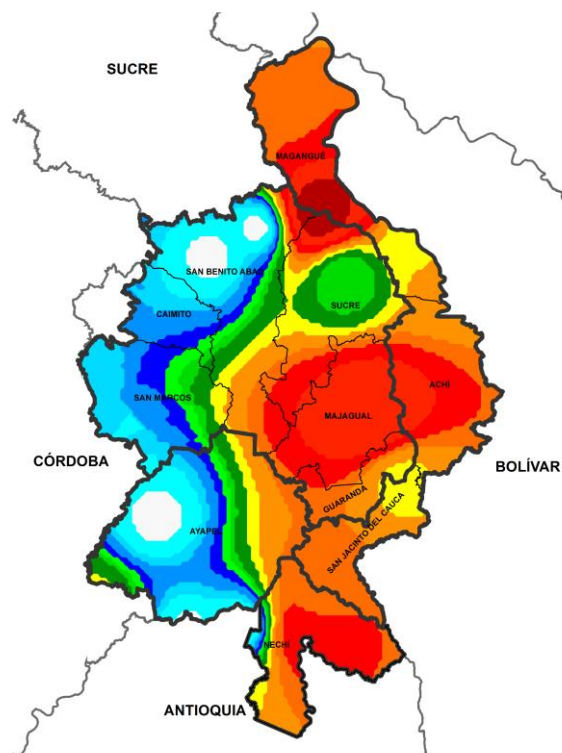 SUCRE
MAGANGUÉ
SAN BENITO ABAD
SUCRE
CAIMITO
ACHÍ
SAN MARCOS
MAJAGUAL
CÓRDOBA
BOLÍVAR
GUARANDA
SAN JACINTO DEL CAUCA
AYAPEL
NECHÍ
ANTIOQUIA